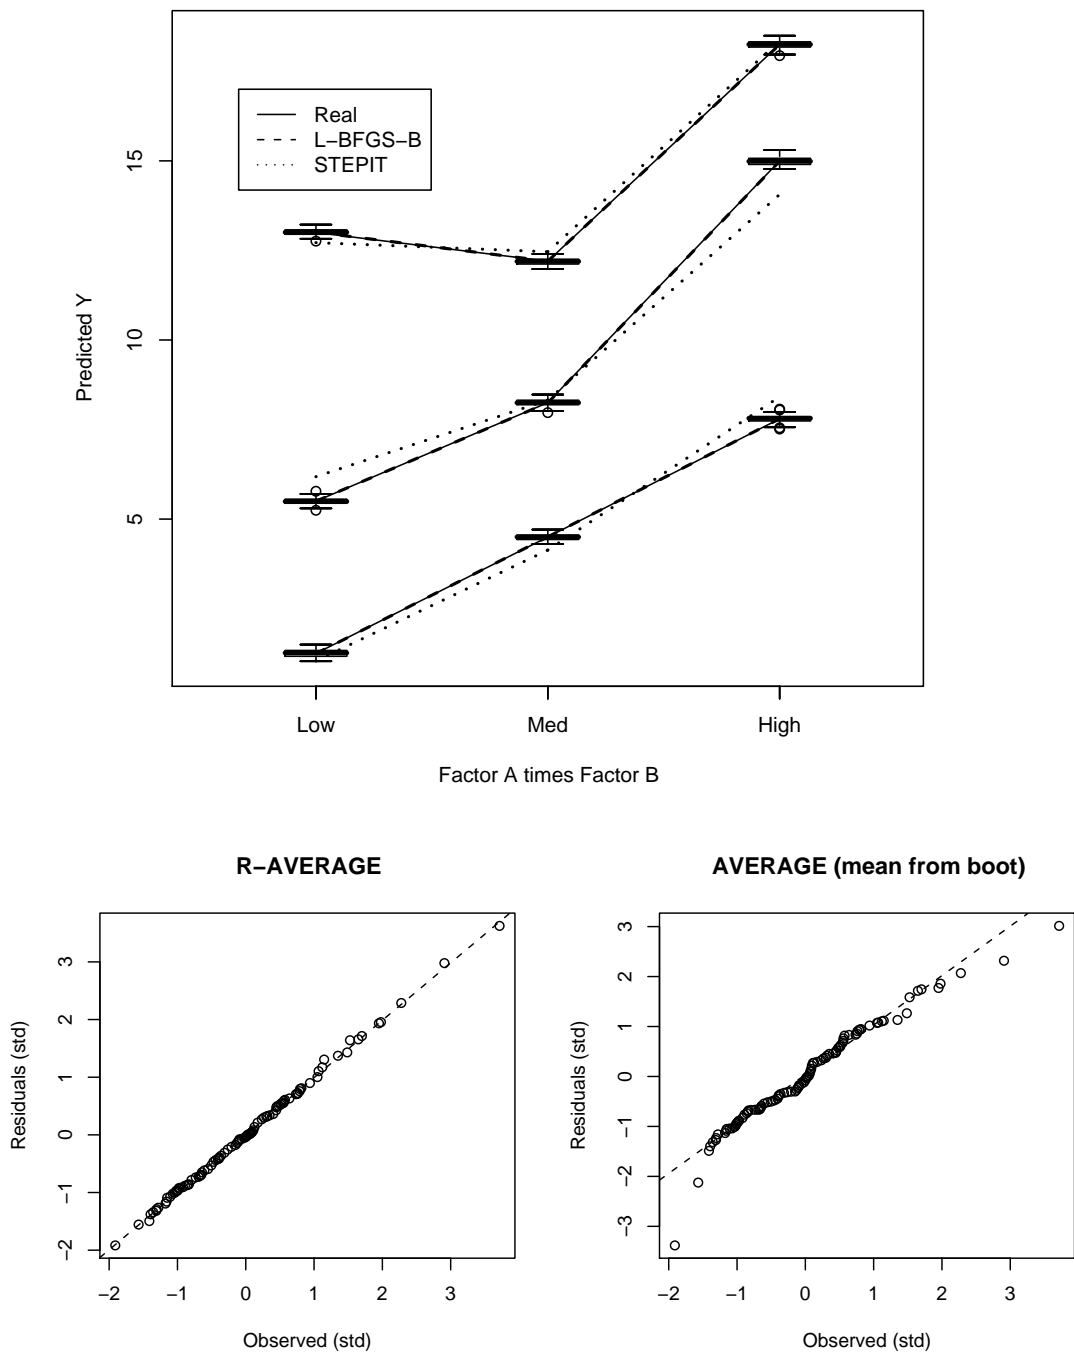 Real
L−BFGS−B
STEPIT
Predicted Y
15
10
5
Low Med High
Factor A times Factor B
R−AVERAGE
Residuals (std)
3
2
1
0
−1
−2
−2 −1 0 1 2 3
Observed (std)
AVERAGE (mean from boot)
Residuals (std)
3
2
1
0
−1
−2
−3
−2 −1 0 1 2 3
Observed (std)